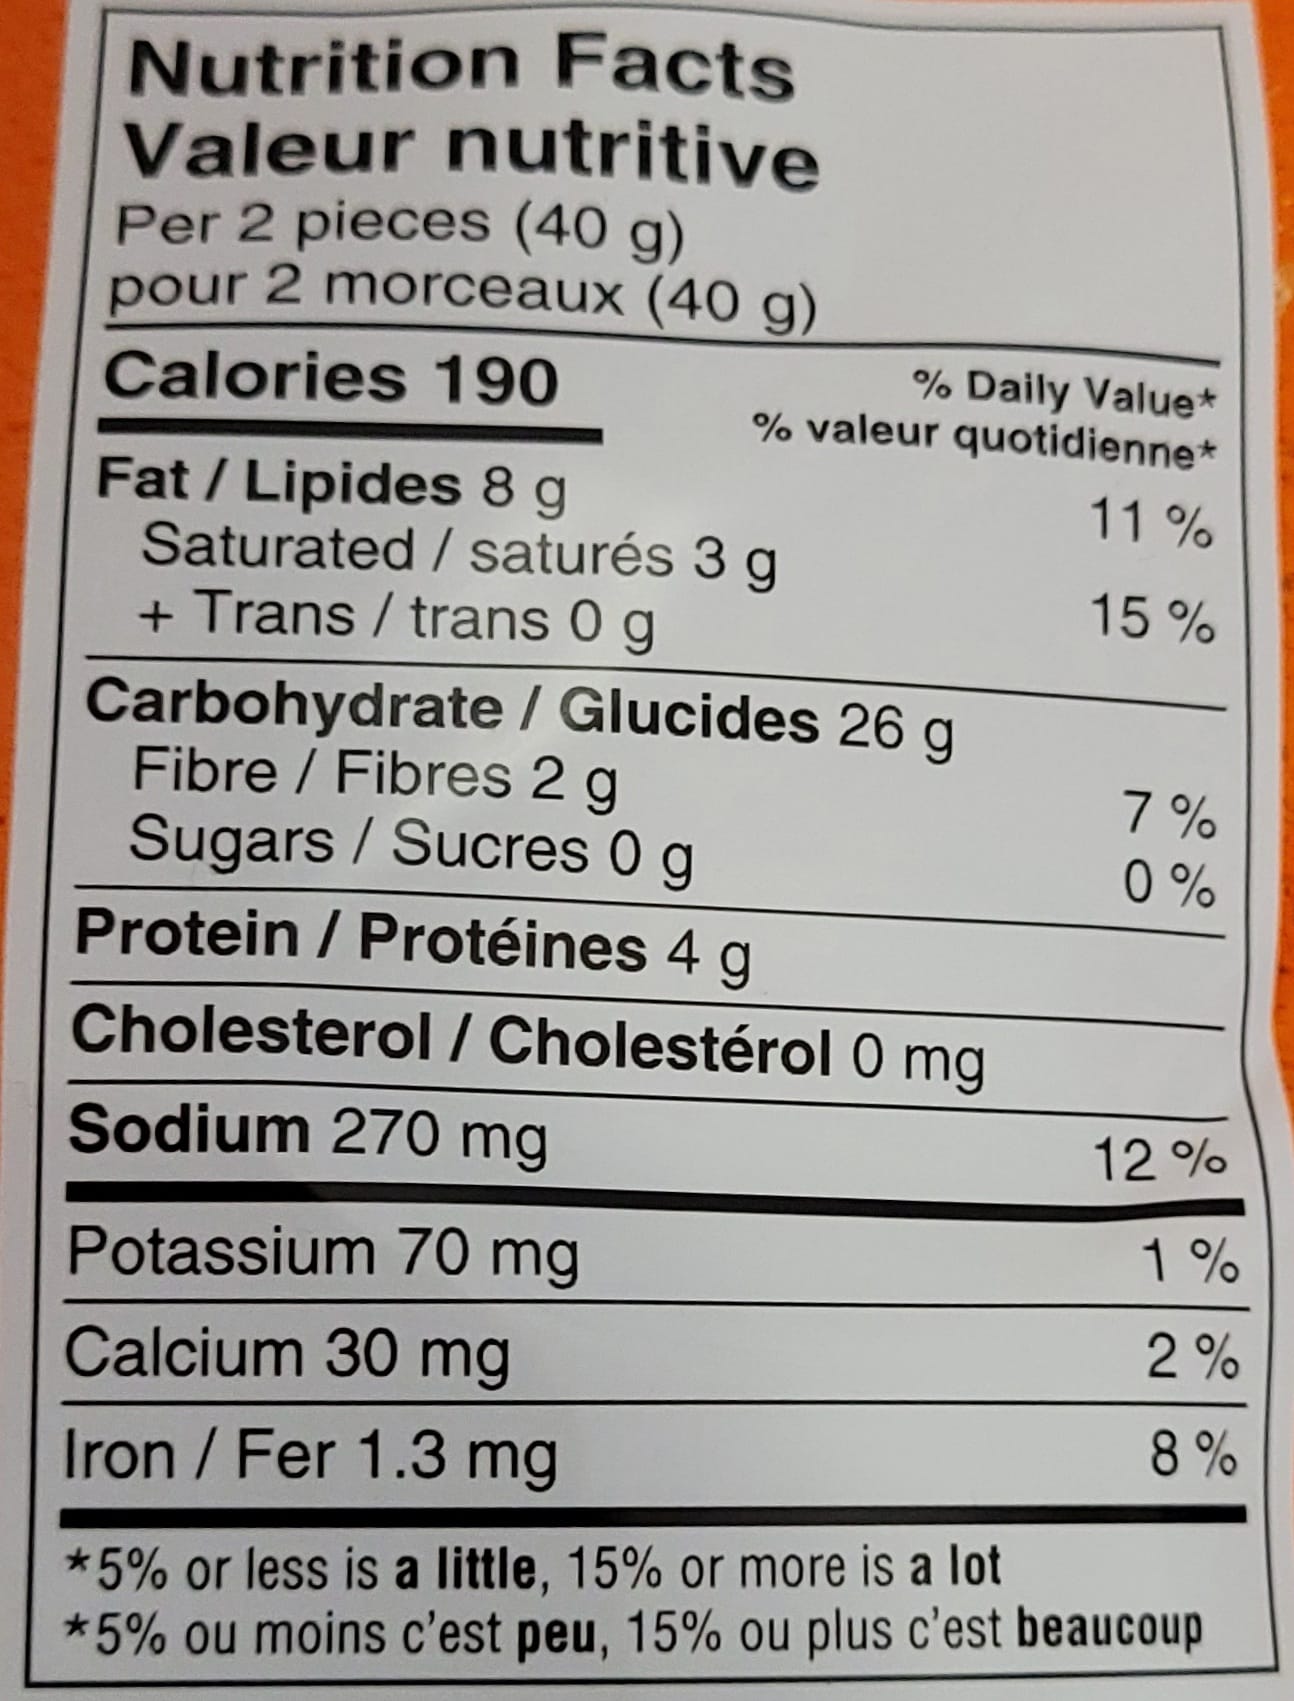 Nutrition Facts
Valeur nutritive
Per 2 pieces (40 g)
pour 2 morceaux (40 g)
Calories 190 % Daily Value*
% valeur quotidienne*
Fat / Lipides 8 g 11 %
Saturated / saturés 3 g
+ Trans / trans 0 g 15 %
Carbohydrate / Glucides 26 g
Fibre / Fibres 2 g 7 %
Sugars / Sucres 0 g 0 %
Protein / Protéines 4 g
Cholesterol / Cholestérol 0 mg
Sodium 270 mg 12 %
Potassium 70 mg 1 %
Calcium 30 mg 2 %
Iron / Fer 1.3 mg 8 %
*5% or less is a little, 15% or more is a lot
*5% ou moins c'est peu, 15% ou plus c'est beaucoup